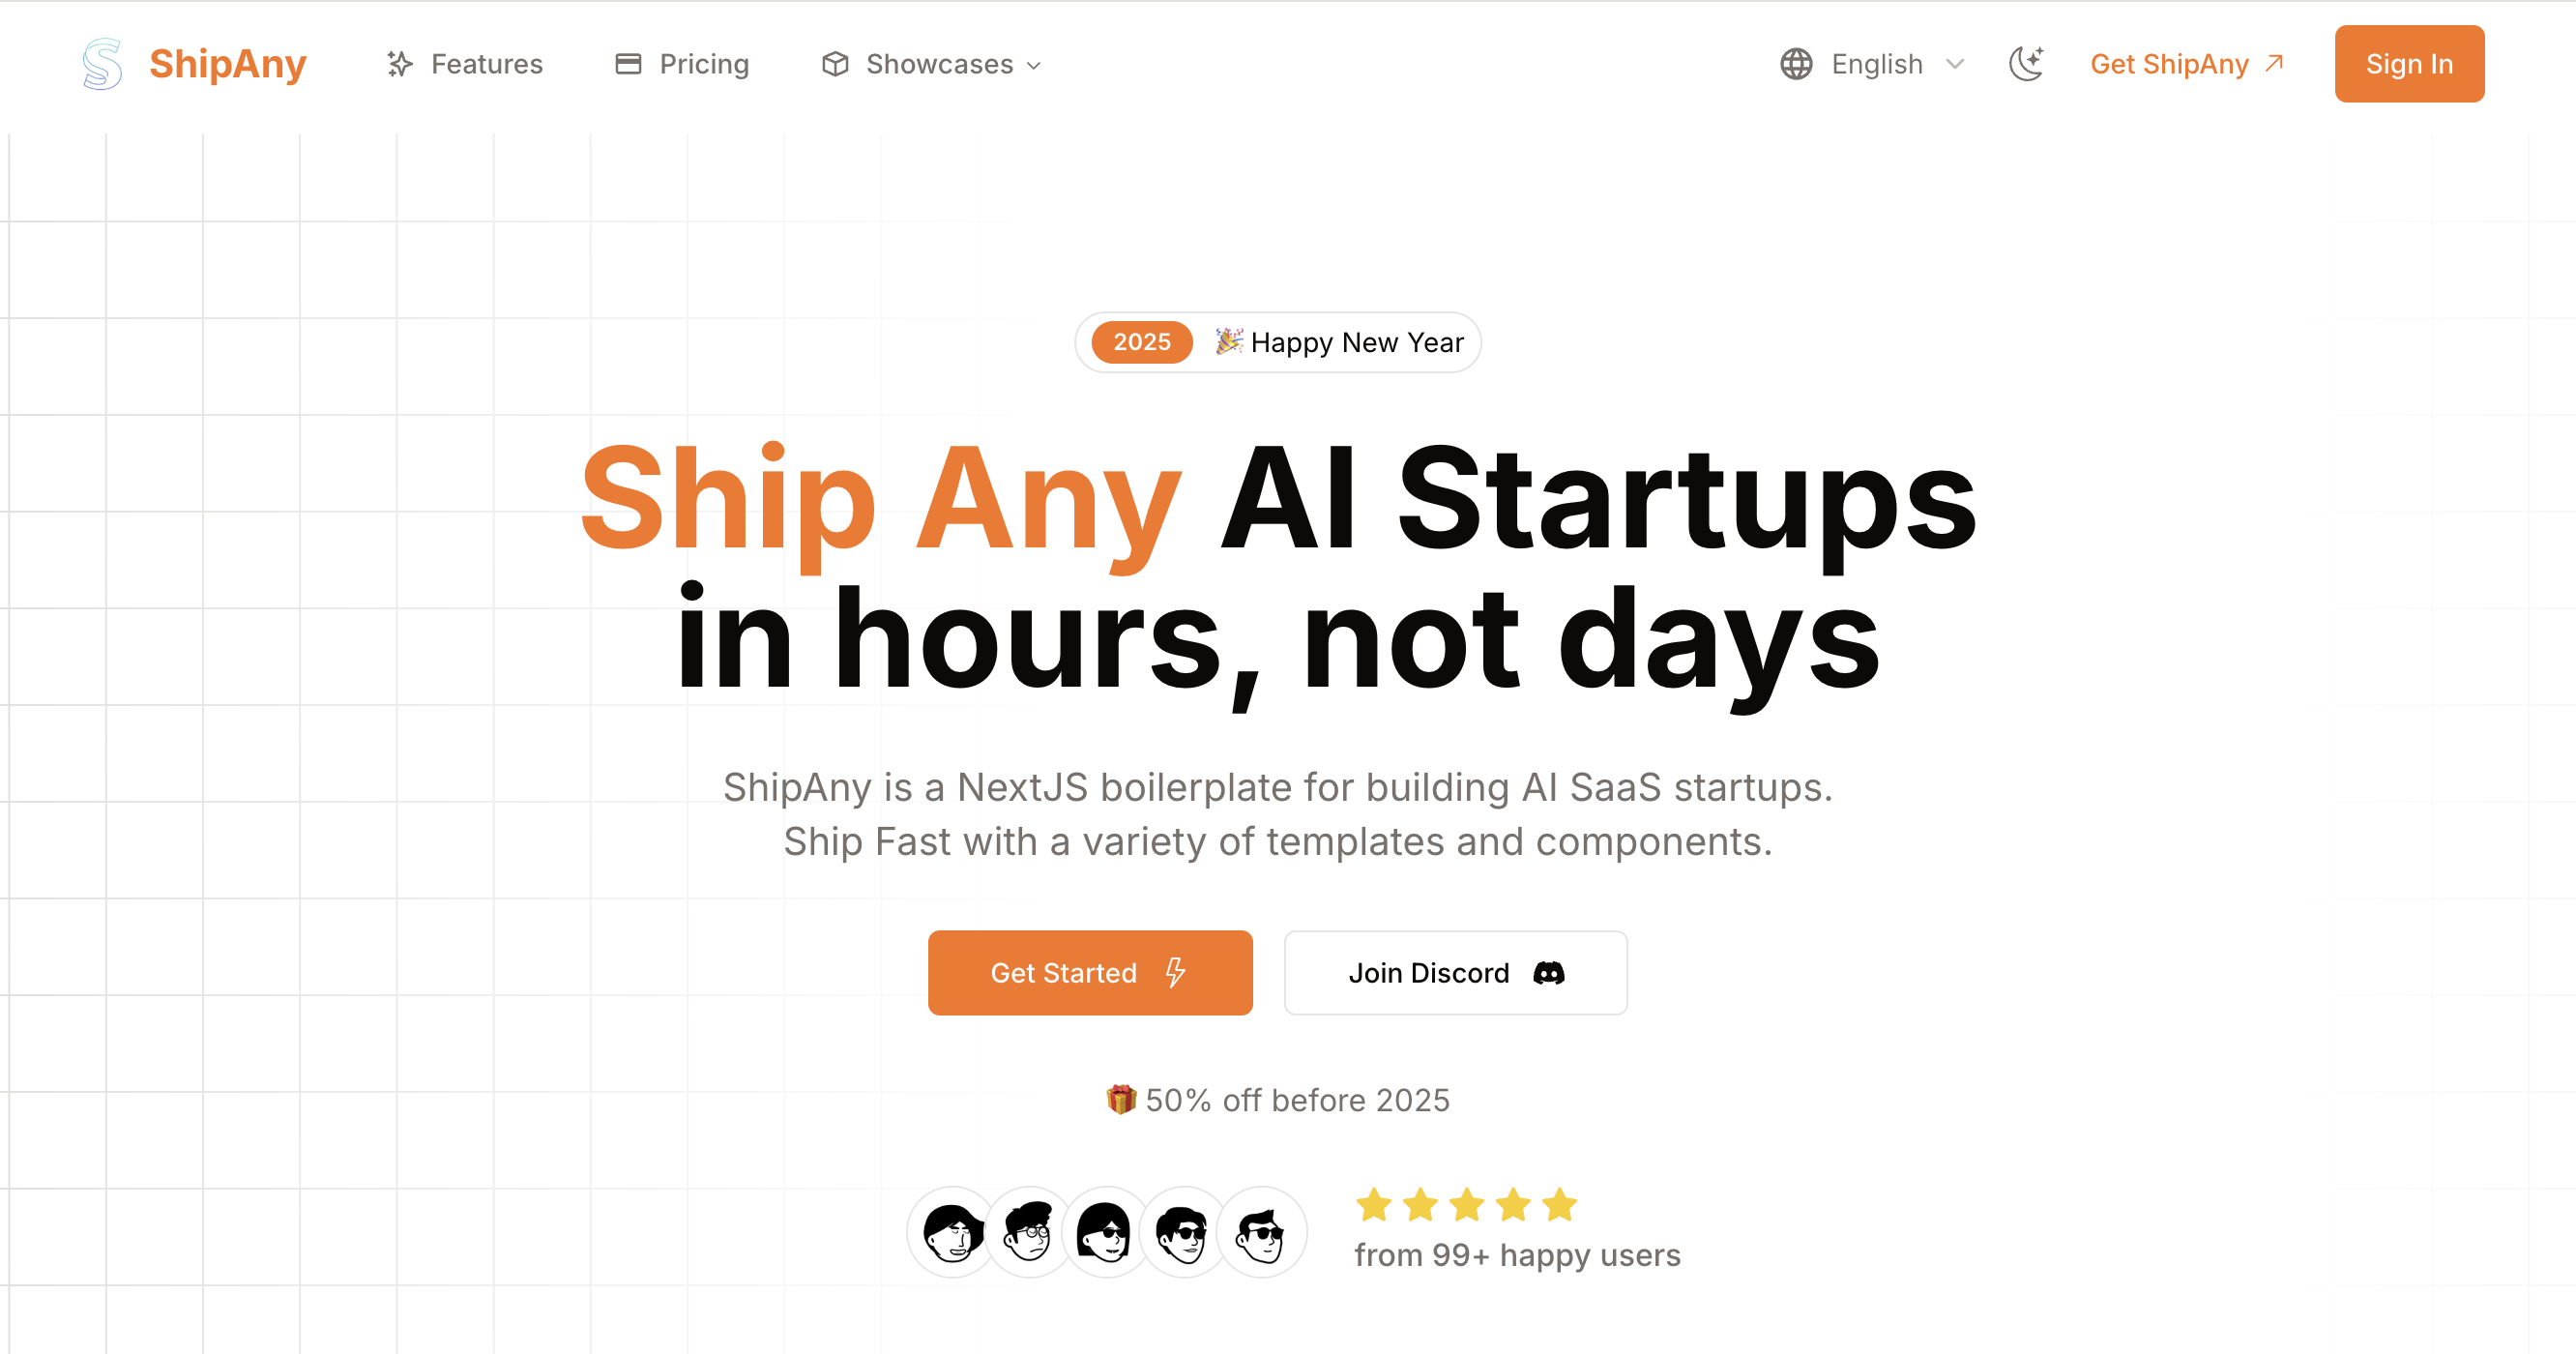 ShipAny
Features
Pricing
Showcases
English
Get ShipAny
Sign In
2025 🎉 Happy New Year
Ship Any AI Startups
in hours, not days
ShipAny is a NextJS boilerplate for building AI SaaS startups.
Ship Fast with a variety of templates and components.
Get Started
Join Discord
🎁 50% off before 2025
from 99+ happy users